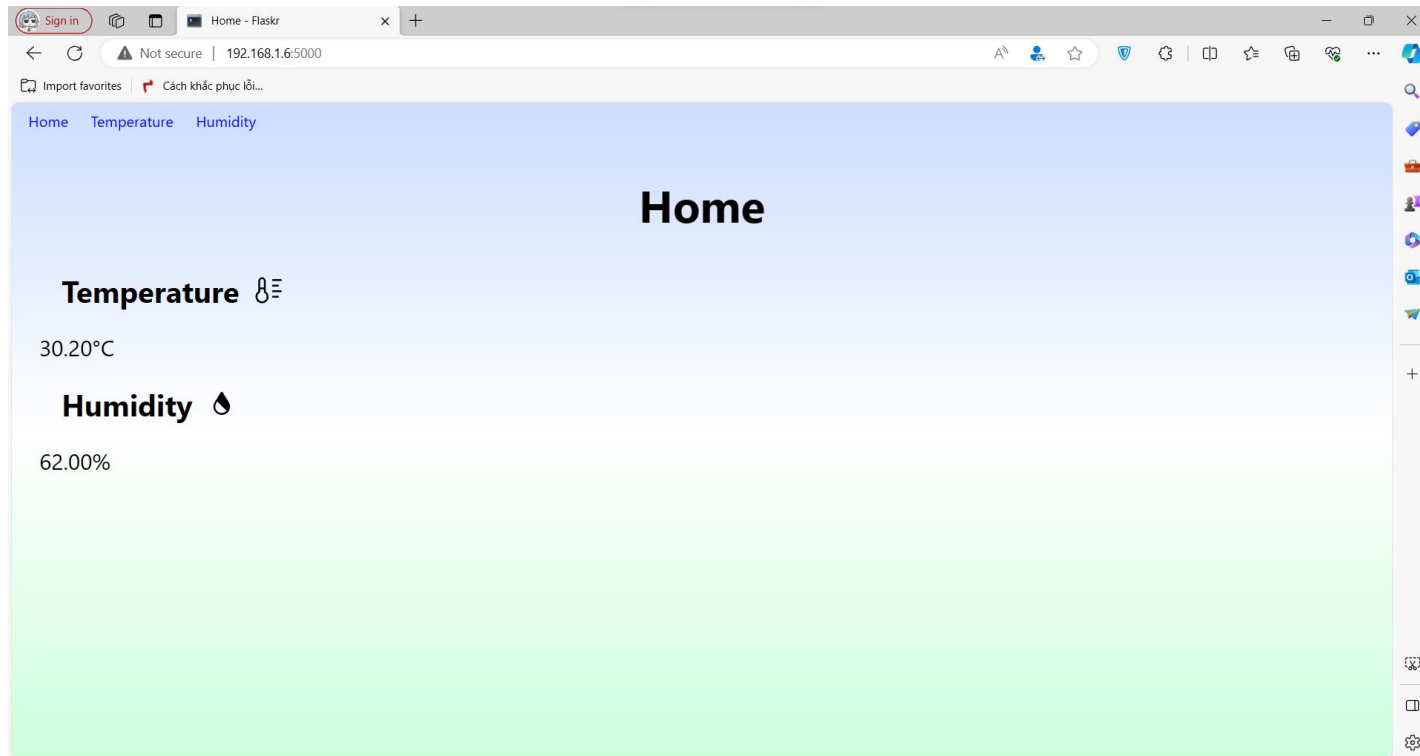 Sign in
Home - Flaskr
Not secure | 192.168.1.6:5000
Import favorites
Cách khắc phục lỗi...
Home Temperature Humidity
Home
Temperature
30.20°C
Humidity
62.00%